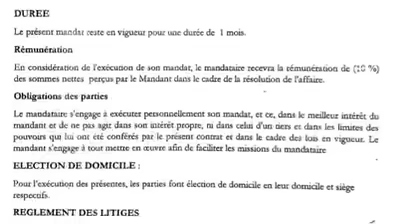 DUREE
Le présent mandat reste en vigueur pour une durée de 1 mois.
Rémunération
En considération de l'exécution de son mandat, le mandataire recevra la rémunération de (10 %)
des sommes nettes perçus par le Mandant dans le cadre de la résolution de l'affaire.
Obligations des parties
Le mandataire s'engage à exécuter personnellement son mandat, et ce, dans le meilleur intérêt du
mandant et de ne pas agir dans son intérêt propre, ni dans celui d'un tiers et dans les limites des
pouvoirs qui lui ont été conférés par le présent contrat et dans le cadre des lois en vigueur. Le
mandant s'engage à tout mettre en œuvre afin de faciliter les missions du mandataire
ELECTION DE DOMICILE :
Pour l'exécution des présentes, les parties font élection de domicile en leur domicile et siège
respectifs.
REGLEMENT DES LITIGES